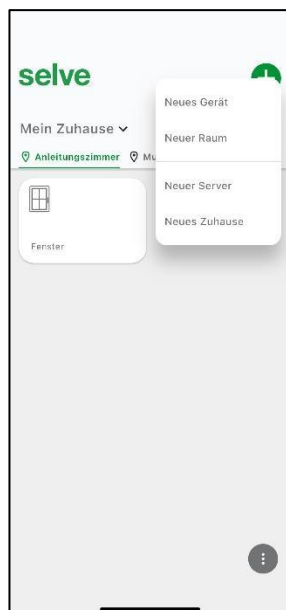 selve
Neues Gerät
Neuer Raum
Mein Zuhause
Anleitungszimmer
Neuer Server
Neues Zuhause
Fenster